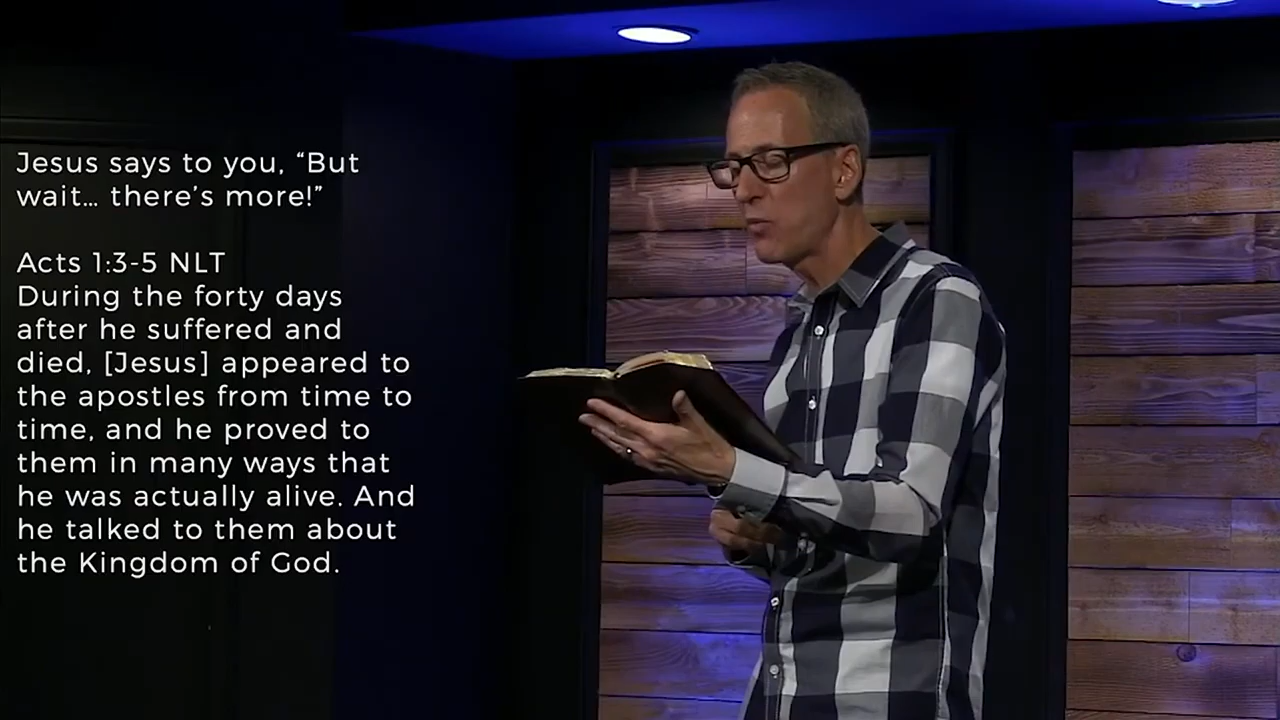 Jesus says to you, “But
wait... there’s more!”
Acts 1:3-5 NLT
During the forty days
after he suffered and
died, [Jesus] appeared to
the apostles from time to
time, and he proved to
them in many ways that
he was actually alive. And
he talked to them about
the Kingdom of God.